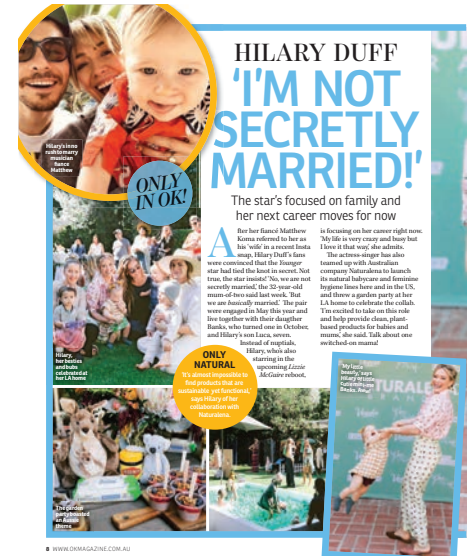 HILARY DUFF
'I'M NOT
SECRETLY
MARRIED!'
The star's focused on family and
her next career moves for now
Hilary's in no
rush to marry
musician
fiancé
Matthew
ONLY
IN OK!
After her fiancé Matthew
Koma referred to her as
his 'wife' in a recent Insta
snap, Hilary Duff's fans
were convinced that the Younger
star had tied the knot in secret. Not
true, the star insists! 'No, we are not
secretly married,' the 32-year-old
mum-of-two said last week. 'But
we are basically married.' The pair
were engaged in May this year and
live together with their daugther
Banks, who turned one in October,
and Hilary's son Luca, seven.
Instead of nuptials,
Hilary, who's also
starring in the
upcoming Lizzie
McGuire reboot,
is focusing on her career right now.
'My life is very crazy and busy but
I love it that way,' she admits.
The actress-singer has also
teamed up with Australian
company Naturalena to launch
its natural babycare and feminine
hygiene lines here and in the US,
and threw a garden party at her
LA home to celebrate the collab.
'I'm excited to take on this role
and help provide clean, plant-
based products for babies and
mums,' she said. Talk about one
switched-on mama!
Hilary,
her besties
and bubs
celebrated at
her LA home
ONLY
NATURAL
'It's almost impossible to
find products that are
sustainable yet functional,'
says Hilary of her
collaboration with
Naturalena.
'My little
beauty,' says
Hilary of little
Banks. Aww!
TURAL
The garden
party boasted
an Aussie
theme
8 WWW.OKMAGAZINE.COM.AU